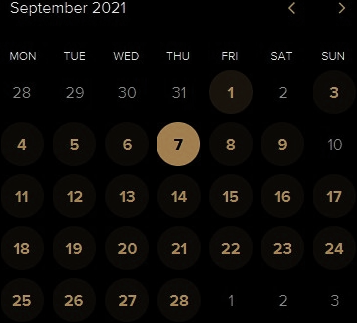 September 2021
MON TUE WED THU FRI SAT SUN
28 29 30 31 1 2 3
4 5 6 7 8 9 10
11 12 13 14 15 16 17
18 19 20 21 22 23 24
25 26 27 28 1 2 3